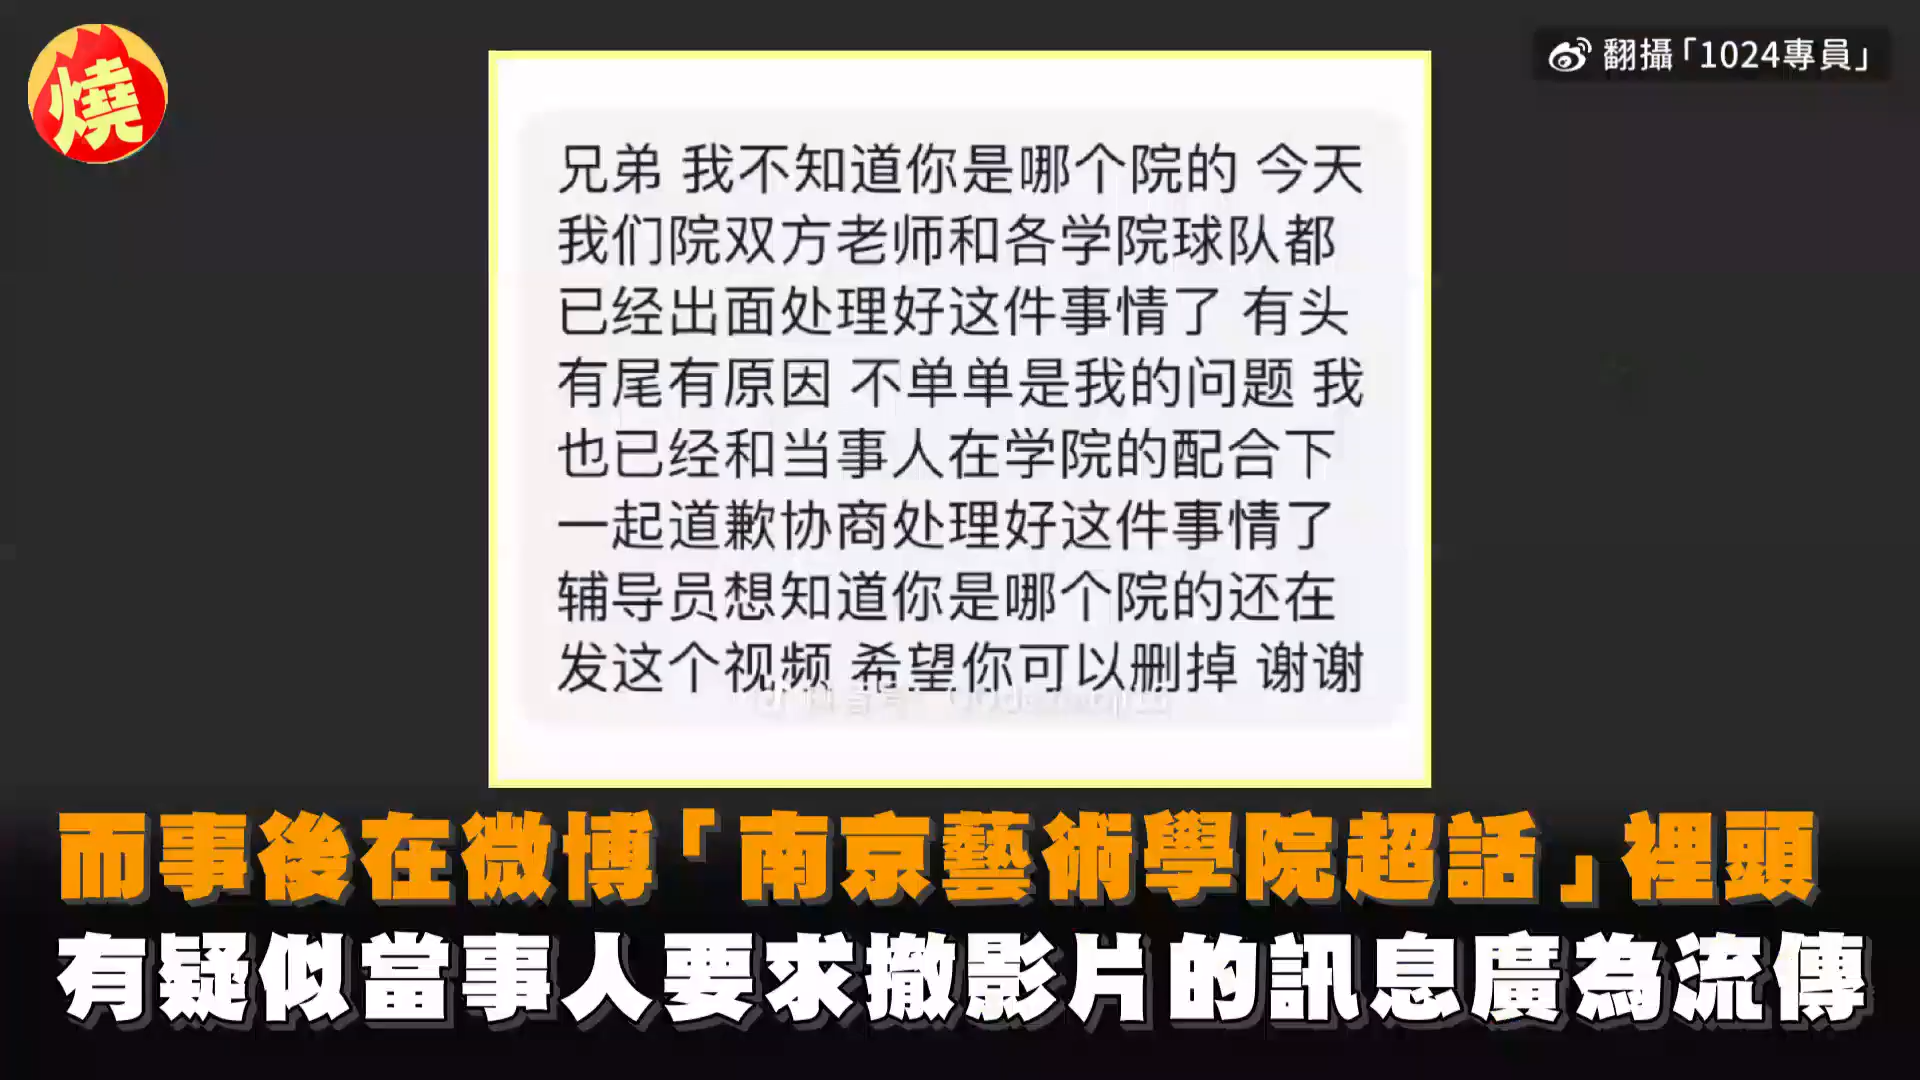 燒
翻攝「1024專員」
兄弟 我不知道你是哪个院的 今天
我们院双方老师和各学院球队都
已经出面处理好这件事情了 有头
有尾有原因 不单单是我的问题 我
也已经和当事人在学院的配合下
一起道歉协商处理好这件事情了
辅导员想知道你是哪个院的还在
发这个视频 希望你可以删掉 谢谢
而事後在微博「南京藝術學院超話」裡頭
有疑似當事人要求撤影片的訊息廣為流傳